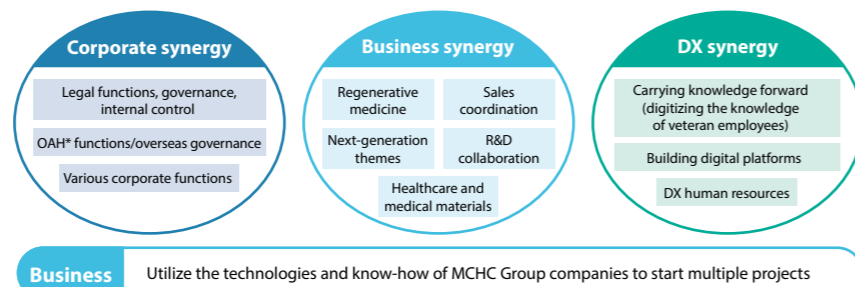 Corporate synergy
Legal functions, governance,
internal control
OAH* functions/overseas governance
Various corporate functions
Business synergy
Regenerative
medicine
Sales
coordination
Next-generation
themes
R&D
collaboration
Healthcare and
medical materials
DX synergy
Carrying knowledge forward
(digitizing the knowledge
of veteran employees)
Building digital platforms
DX human resources
Business
Utilize the technologies and know-how of MCHC Group companies to start multiple projects